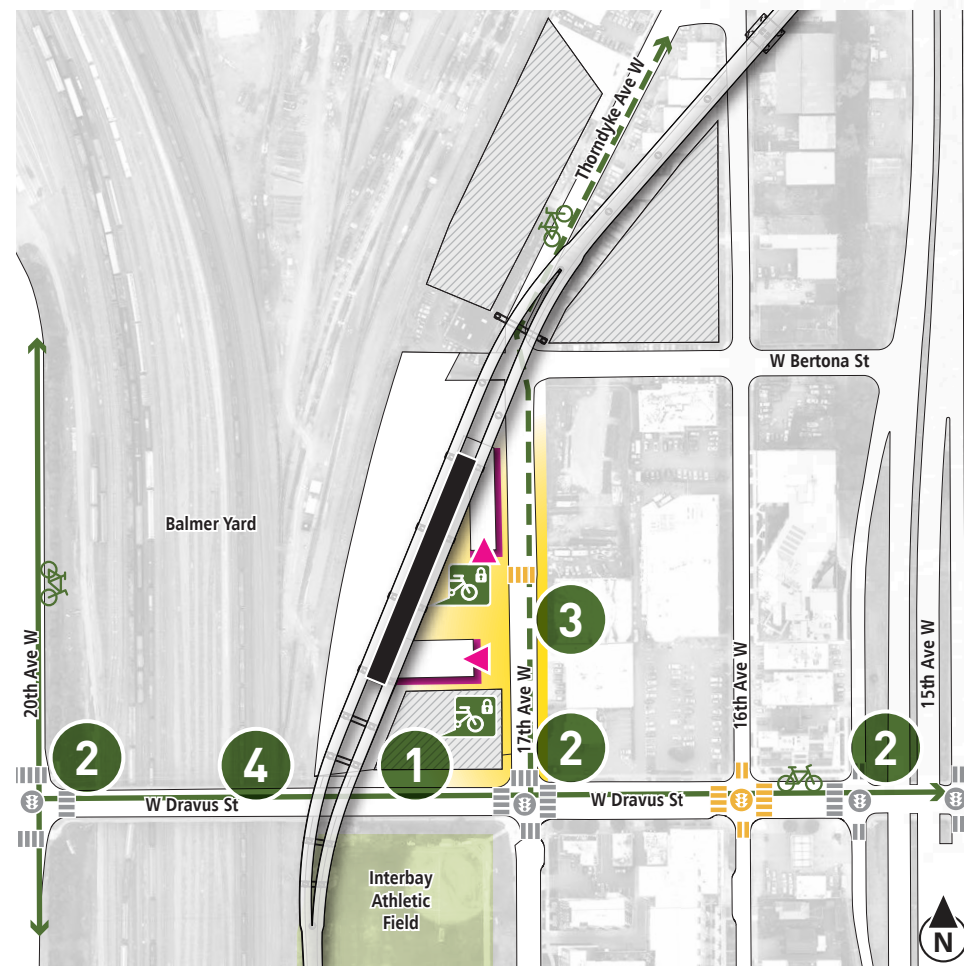 Thorndyke Ave W
W Bertona St
Balmer Yard
3
20th Ave W
17th Ave W
16th Ave W
15th Ave W
2
4
1
2
2
W Dravus St
W Dravus St
Interbay
Athletic
Field
N